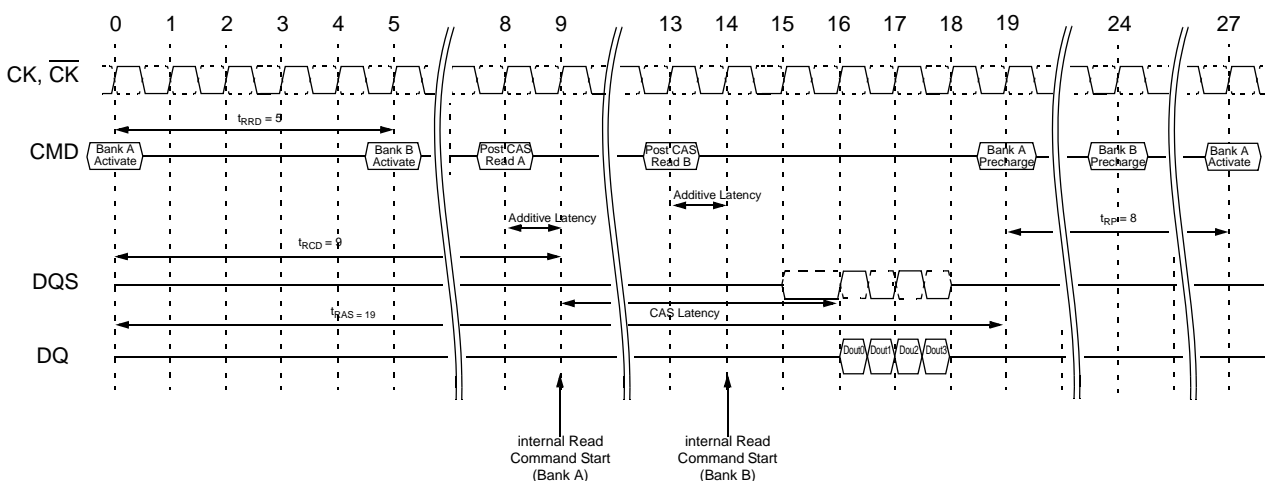 0 1 2 3 4 5 8 9 13 14 15 16 17 18 19 24 27
CK, CK
tRRD = 5
CMD
Bank A
Activate
Bank B
Activate
Post CAS
Read A
Post CAS
Read B
Bank A
Precharge
Bank B
Precharge
Bank A
Activate
Additive Latency
Additive Latency
tRCD = 9
tRP = 8
DQS
CAS Latency
tRAS = 19
DQ
Dout0 Dout1 Dou2 Dout3
internal Read
Command Start
(Bank A)
internal Read
Command Start
(Bank B)